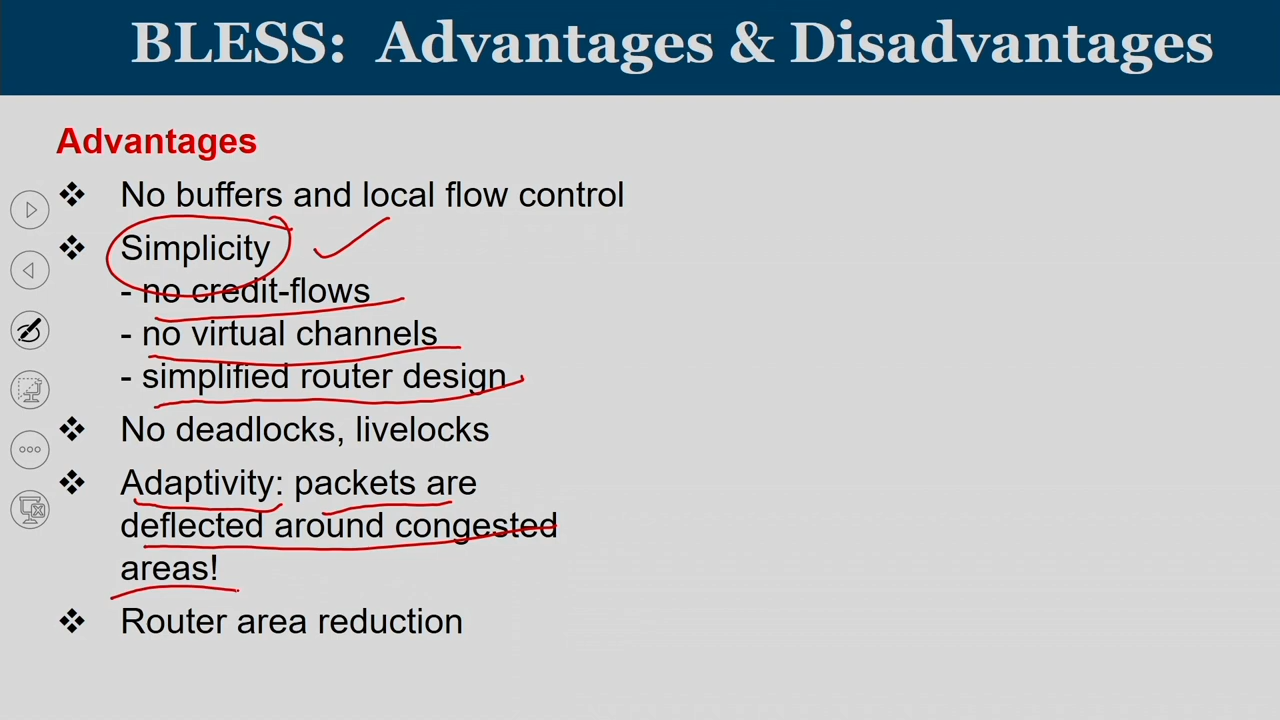 BLESS: Advantages & Disadvantages
Advantages
❖ No buffers and local flow control
❖ Simplicity
- no credit-flows
- no virtual channels
- simplified router design
❖ No deadlocks, livelocks
❖ Adaptivity: packets are
deflected around congested
areas!
❖ Router area reduction